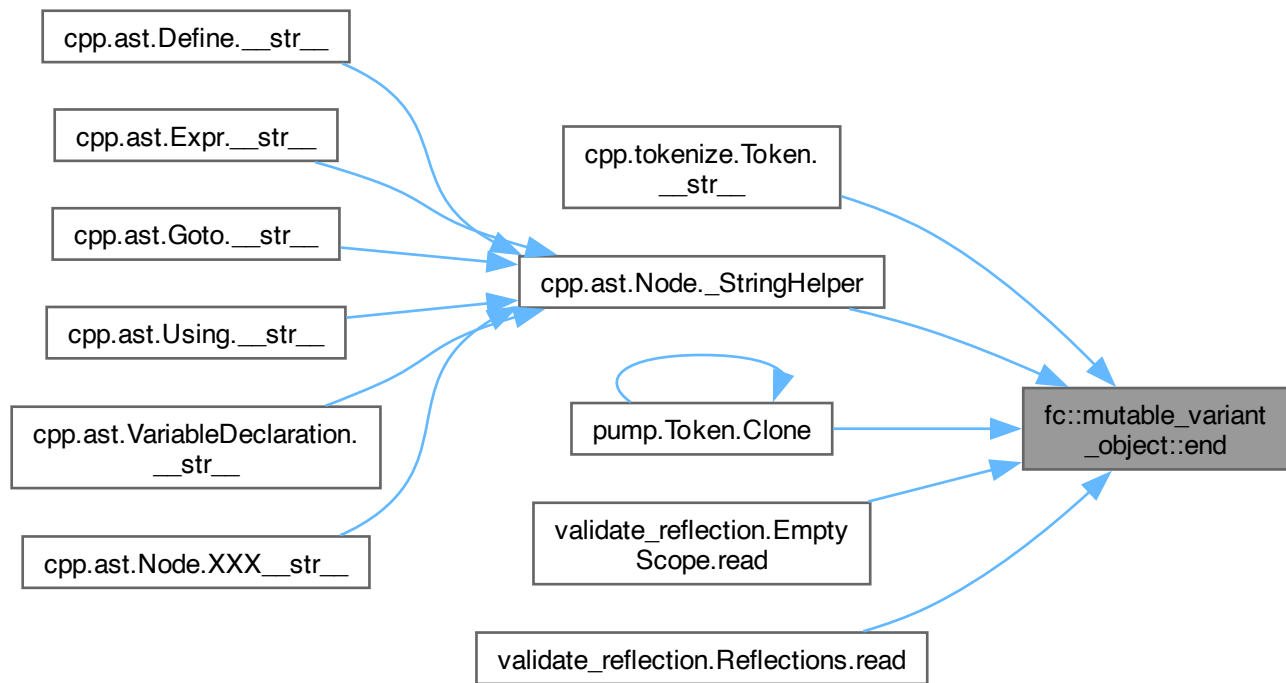 cpp.ast.Define.__str__
cpp.ast.Expr.__str__
cpp.ast.Goto.__str__
cpp.ast.Using.__str__
cpp.ast.VariableDeclaration.
__str__
cpp.ast.Node.XXX__str__
cpp.tokenize.Token.
__str__
cpp.ast.Node._StringHelper
pump.Token.Clone
validate_reflection.Empty
Scope.read
validate_reflection.Reflections.read
fc::mutable_variant
_object::end